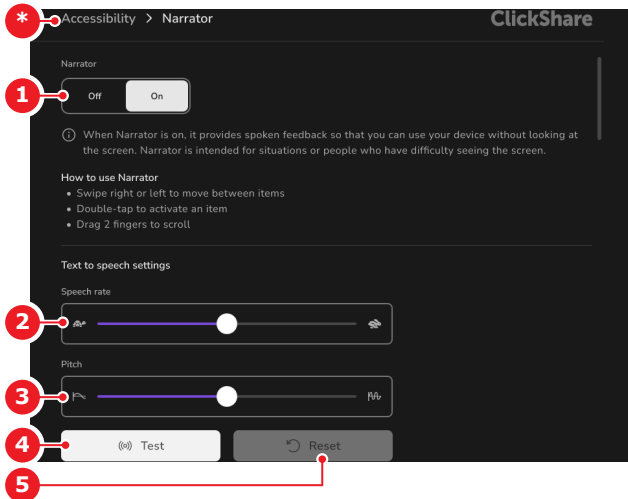 * Accessibility > Narrator ClickShare
Narrator
1 Off On
When Narrator is on, it provides spoken feedback so that you can use your device without looking at
the screen. Narrator is intended for situations or people who have difficulty seeing the screen.
How to use Narrator
• Swipe right or left to move between items
• Double-tap to activate an item
• Drag 2 fingers to scroll
Text to speech settings
Speech rate
2
Pitch
3
4 Test Reset
5